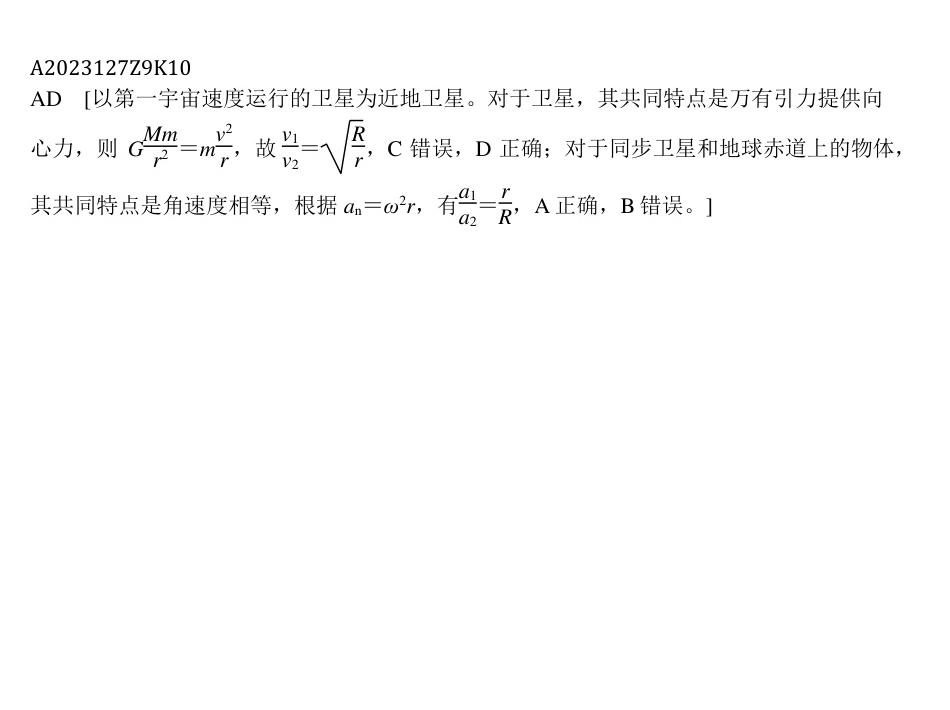 A2023127Z9K10
AD [以第一宇宙速度运行的卫星为近地卫星。对于卫星，其共同特点是万有引力提供向
心力，则 G\frac{Mm}{r^2}＝m\frac{v^2}{r}，故\frac{v_1}{v_2}＝\sqrt{\frac{R}{r}}，C 错误，D 正确；对于同步卫星和地球赤道上的物体，
其共同特点是角速度相等，根据 a_n＝ω^2r，有\frac{a_1}{a_2}＝\frac{r}{R}，A 正确，B 错误。]